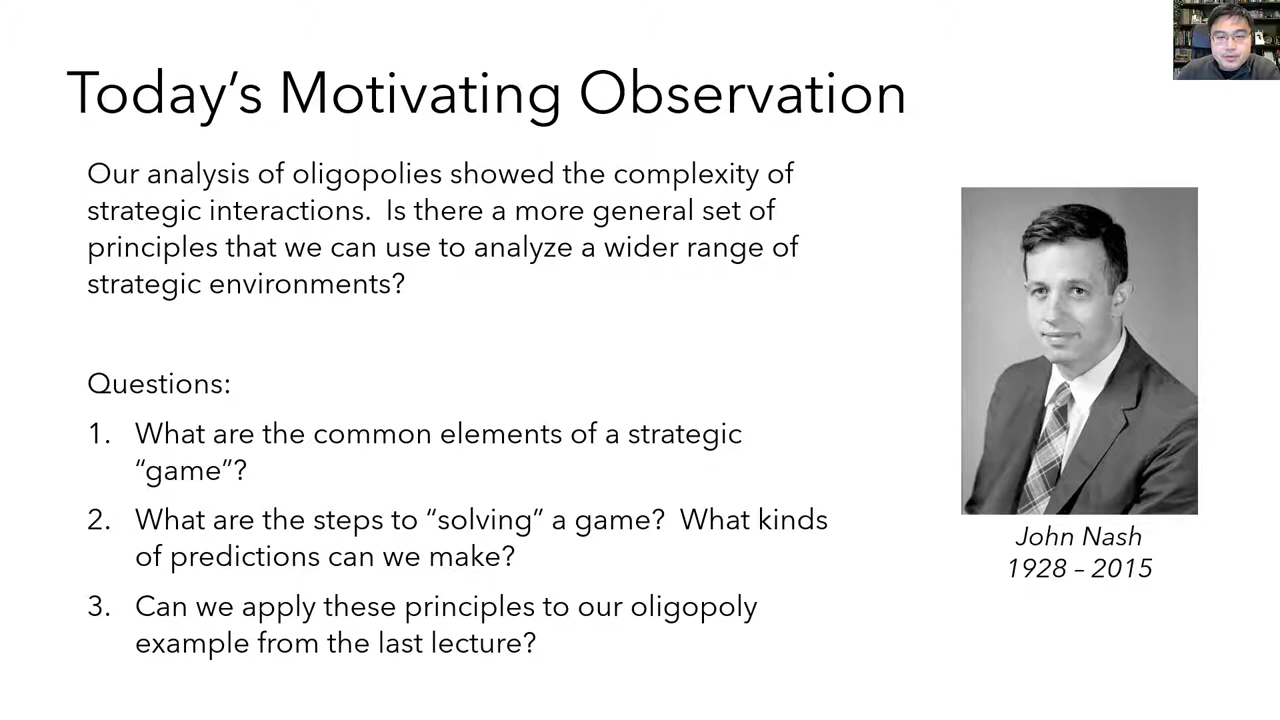 Today’s Motivating Observation
Our analysis of oligopolies showed the complexity of
strategic interactions.  Is there a more general set of
principles that we can use to analyze a wider range of
strategic environments?
Questions:
1. What are the common elements of a strategic
“game”?
2. What are the steps to “solving” a game?  What kinds
of predictions can we make?
3. Can we apply these principles to our oligopoly
example from the last lecture?
John Nash
1928 – 2015